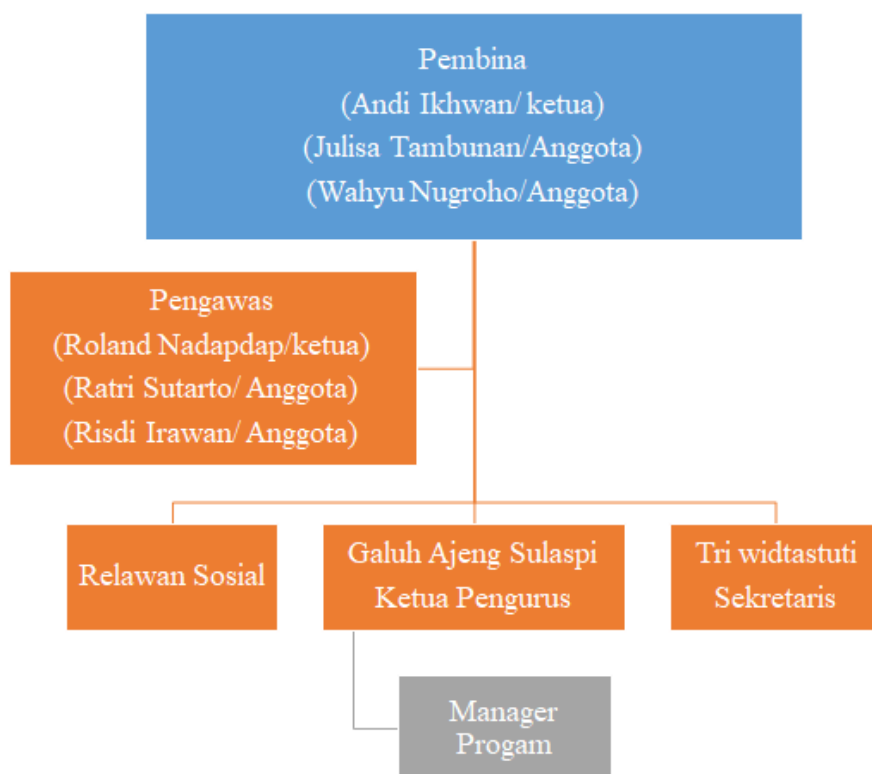 Pembina
(Andi Ikhwan/ ketua)
(Julisa Tambunan/Anggota)
(Wahyu Nugroho/Anggota)
Pengawas
(Roland Nadapdap/ketua)
(Ratri Sutarto/ Anggota)
(Risdi Irawan/ Anggota)
Relawan Sosial
Galuh Ajeng Sulaspi
Ketua Pengurus
Tri widtastuti
Sekretaris
Manager
Progam